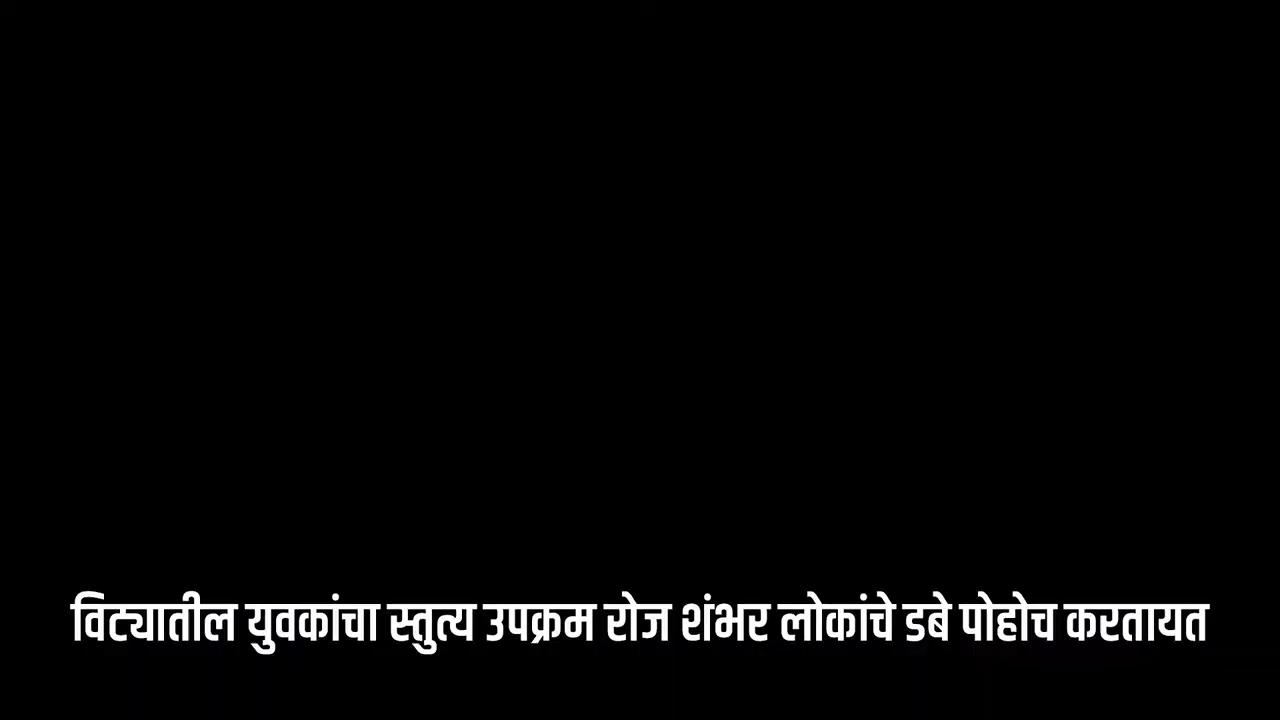 विट्यातील युवकांचा स्तुत्य उपक्रम रोज शंभर लोकांचे डबे पोहोच करतायत